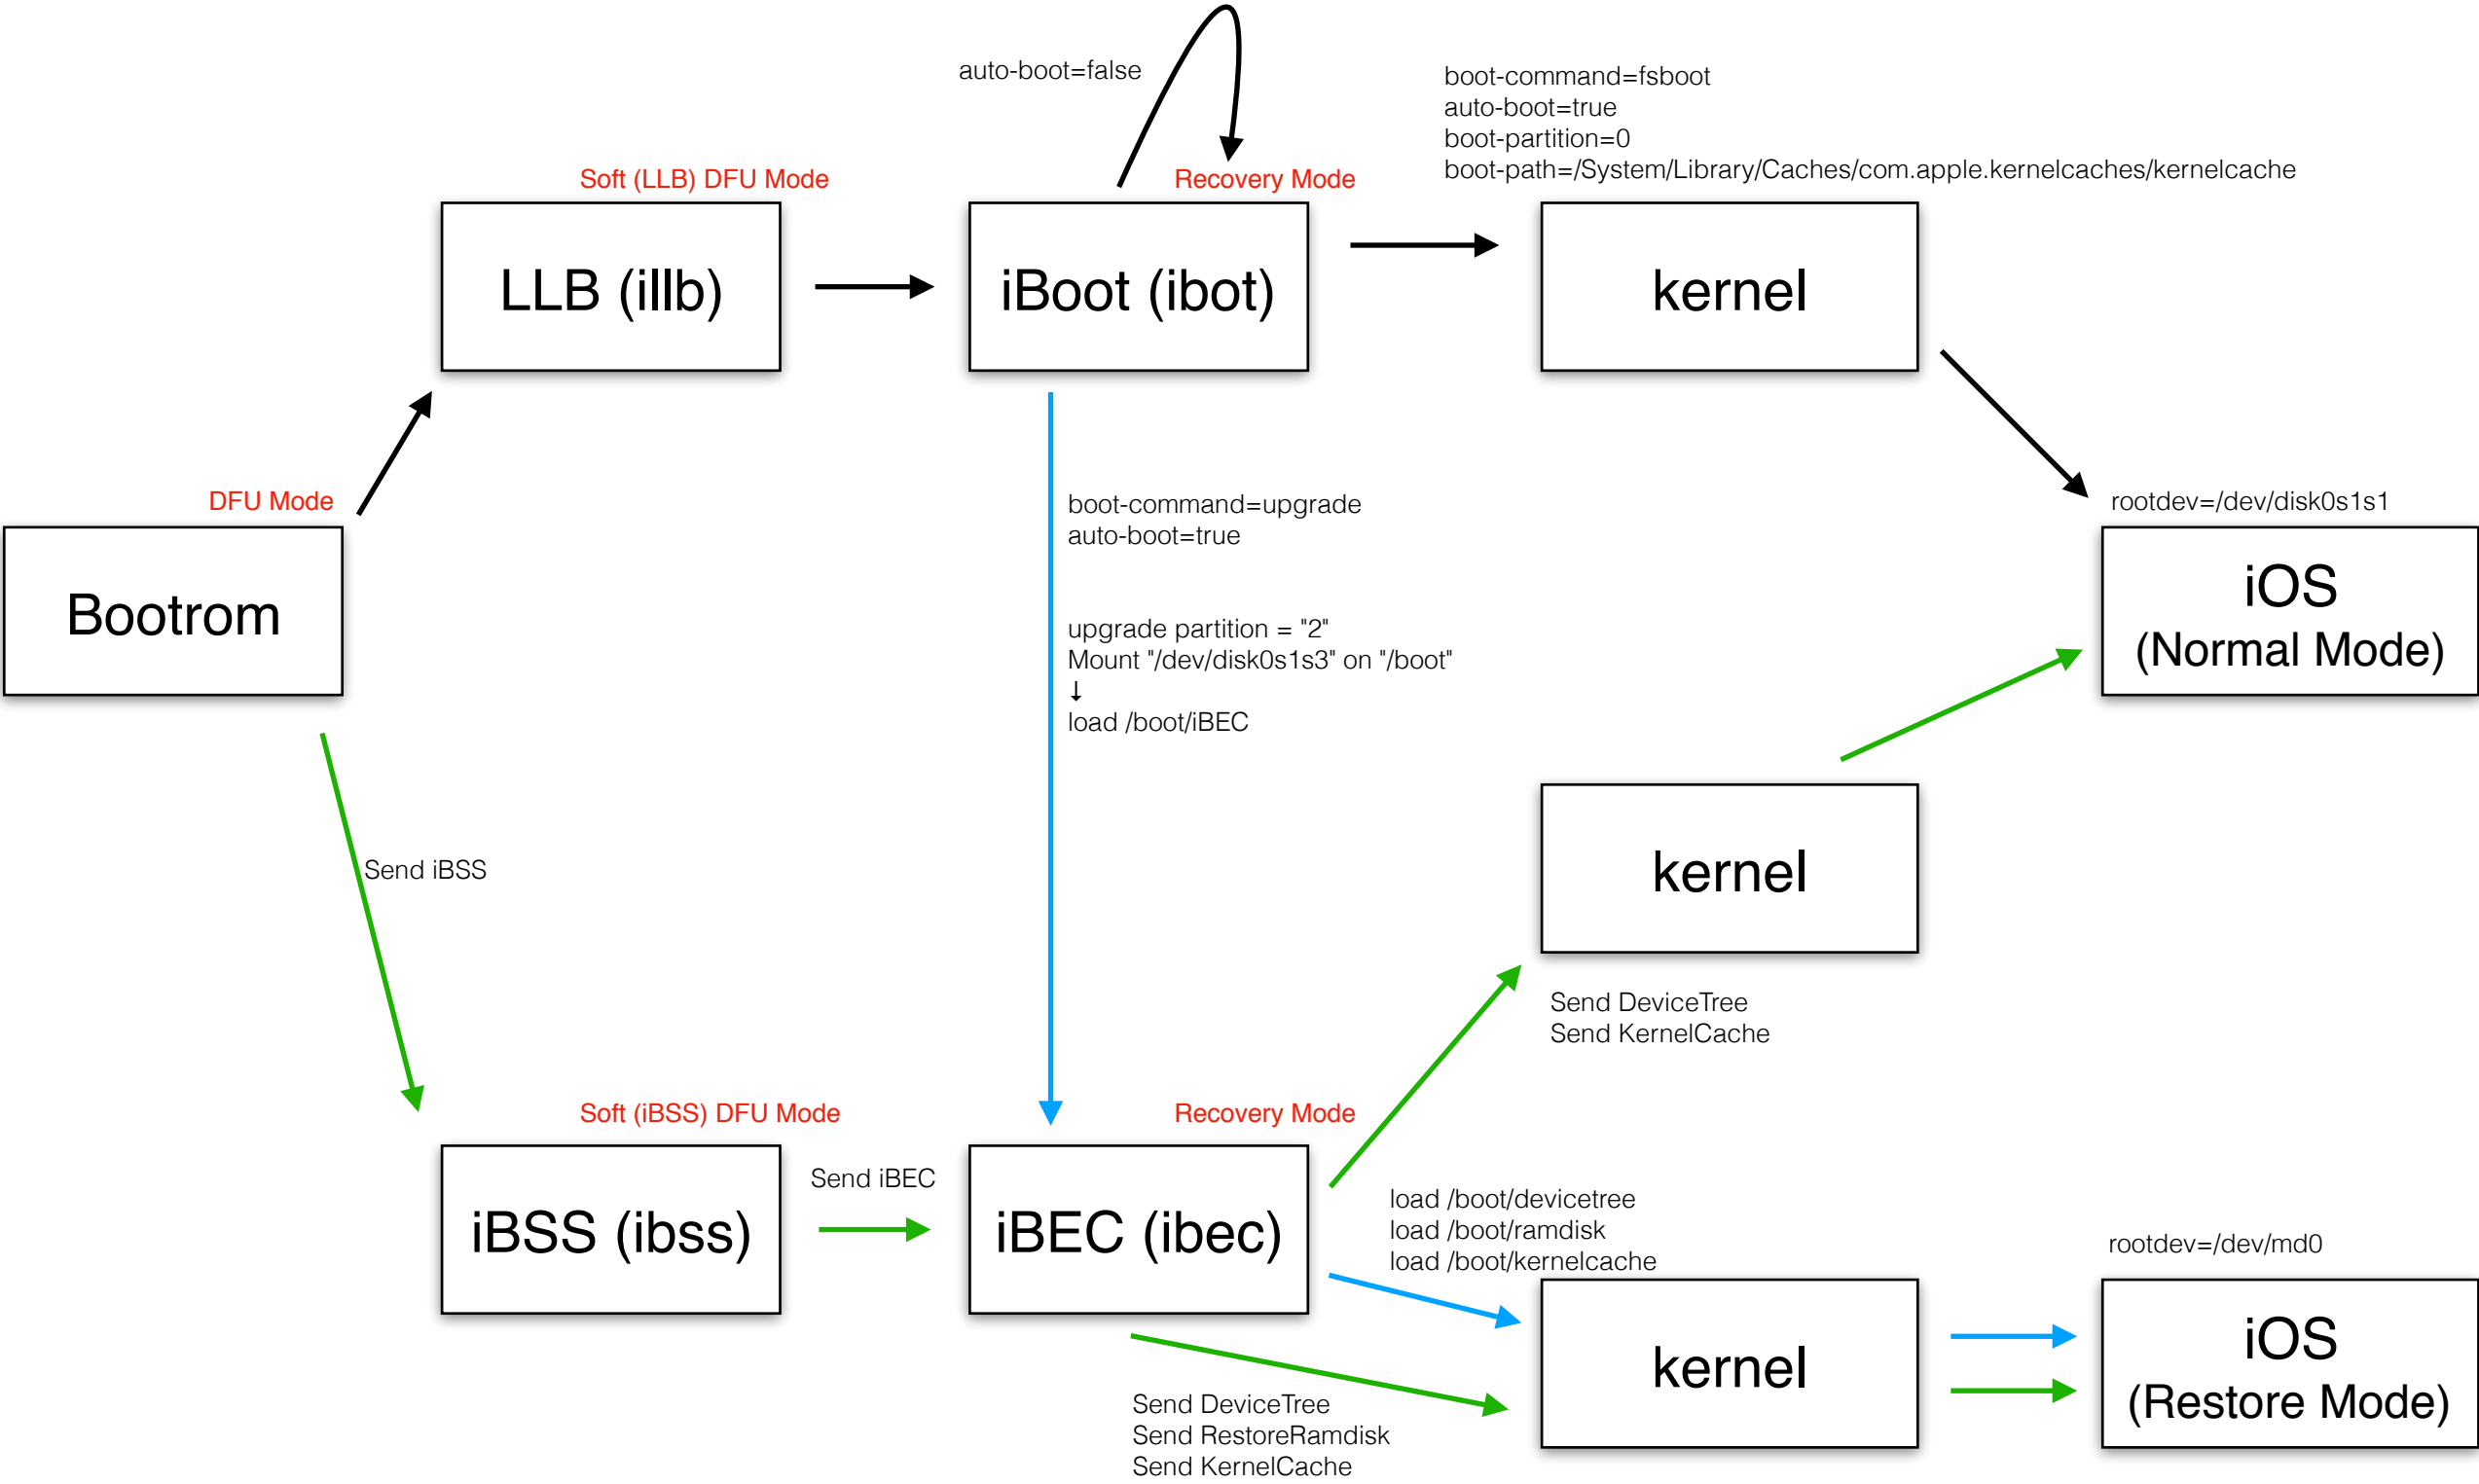 auto-boot=false
boot-command=fsboot
auto-boot=true
boot-partition=0
boot-path=/System/Library/Caches/com.apple.kernelcaches/kernelcache
Soft (LLB) DFU Mode
Recovery Mode
LLB (illb)
iBoot (ibot)
kernel
DFU Mode
Bootrom
boot-command=upgrade
auto-boot=true
upgrade partition = "2"
Mount "/dev/disk0s1s3" on "/boot"
↓
load /boot/iBEC
rootdev=/dev/disk0s1s1
iOS
(Normal Mode)
Send iBSS
kernel
Send DeviceTree
Send KernelCache
Soft (iBSS) DFU Mode
Recovery Mode
iBSS (ibss)
Send iBEC
iBEC (ibec)
load /boot/devicetree
load /boot/ramdisk
load /boot/kernelcache
kernel
rootdev=/dev/md0
iOS
(Restore Mode)
Send DeviceTree
Send RestoreRamdisk
Send KernelCache